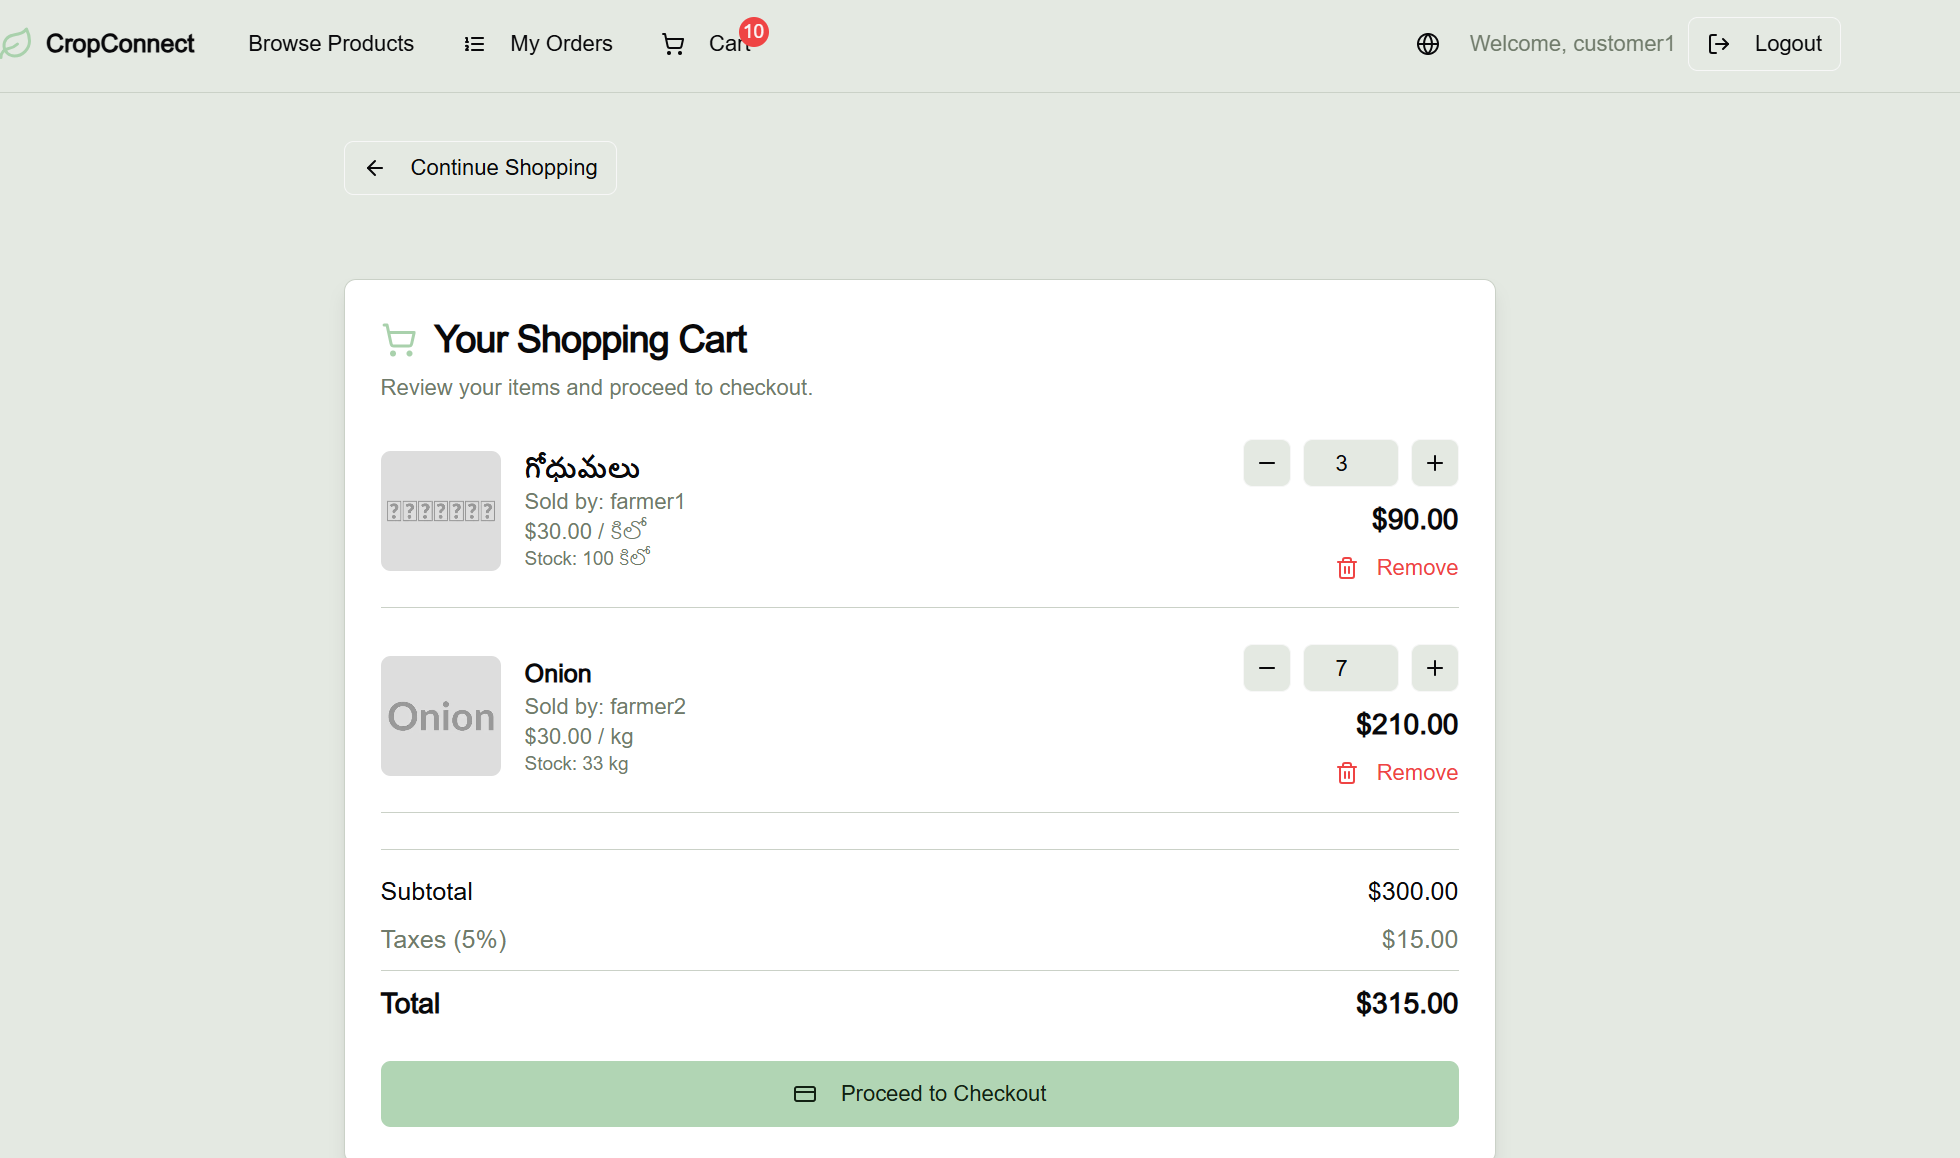 CropConnect
Browse Products
My Orders
Cart
10
Welcome, customer1
Logout
Continue Shopping
Your Shopping Cart
Review your items and proceed to checkout.
గోధుమలు
Sold by: farmer1
$30.00 / కిలో
Stock: 100 కిలో
3
$90.00
Remove
Onion
Onion
Sold by: farmer2
$30.00 / kg
Stock: 33 kg
7
$210.00
Remove
Subtotal
$300.00
Taxes (5%)
$15.00
Total
$315.00
Proceed to Checkout